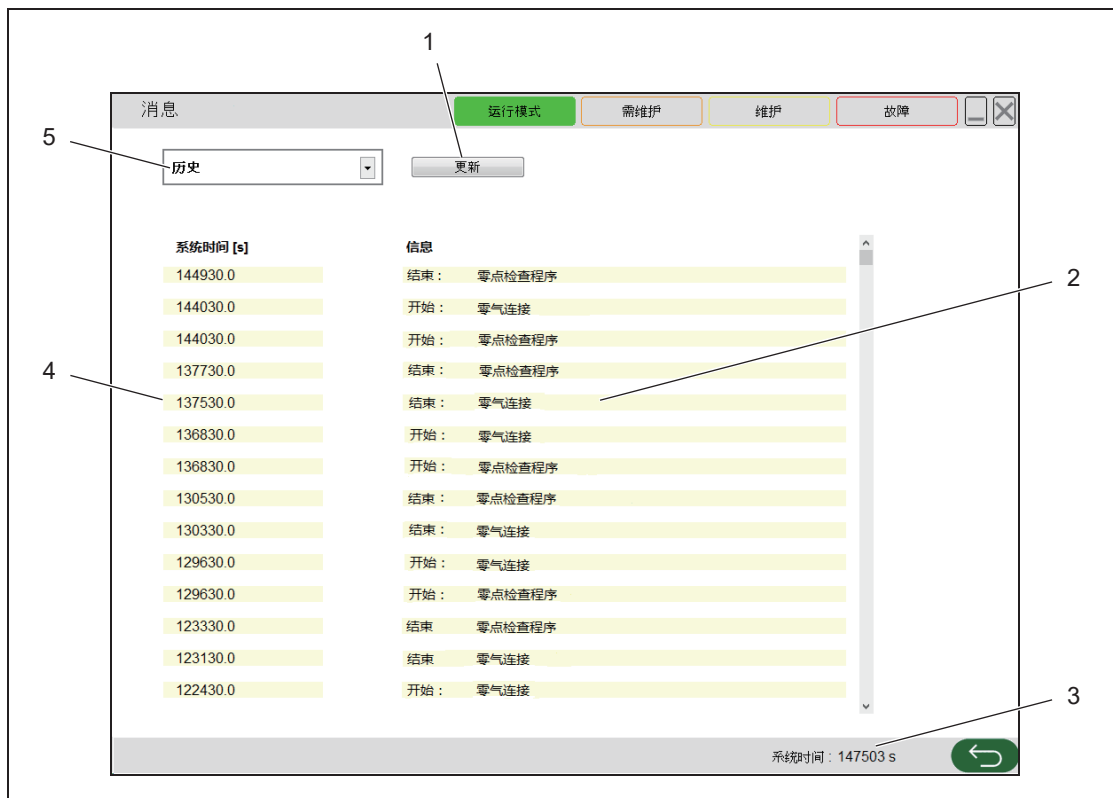 1
消息 运行模式 需维护 维护 故障
5
历史 更新
系统时间 [s] 信息
144930.0 结束： 零点检查程序
2
144030.0 开始： 零气连接
144030.0 开始： 零点检查程序
4
137730.0 结束： 零点检查程序
137530.0 结束： 零气连接
136830.0 开始： 零气连接
136830.0 开始： 零点检查程序
130530.0 结束： 零点检查程序
130330.0 结束： 零气连接
129630.0 开始： 零气连接
129630.0 开始： 零点检查程序
123330.0 结束 零点检查程序
123130.0 结束 零气连接
122430.0 开始： 零气连接
3
系统时间 : 147503 s